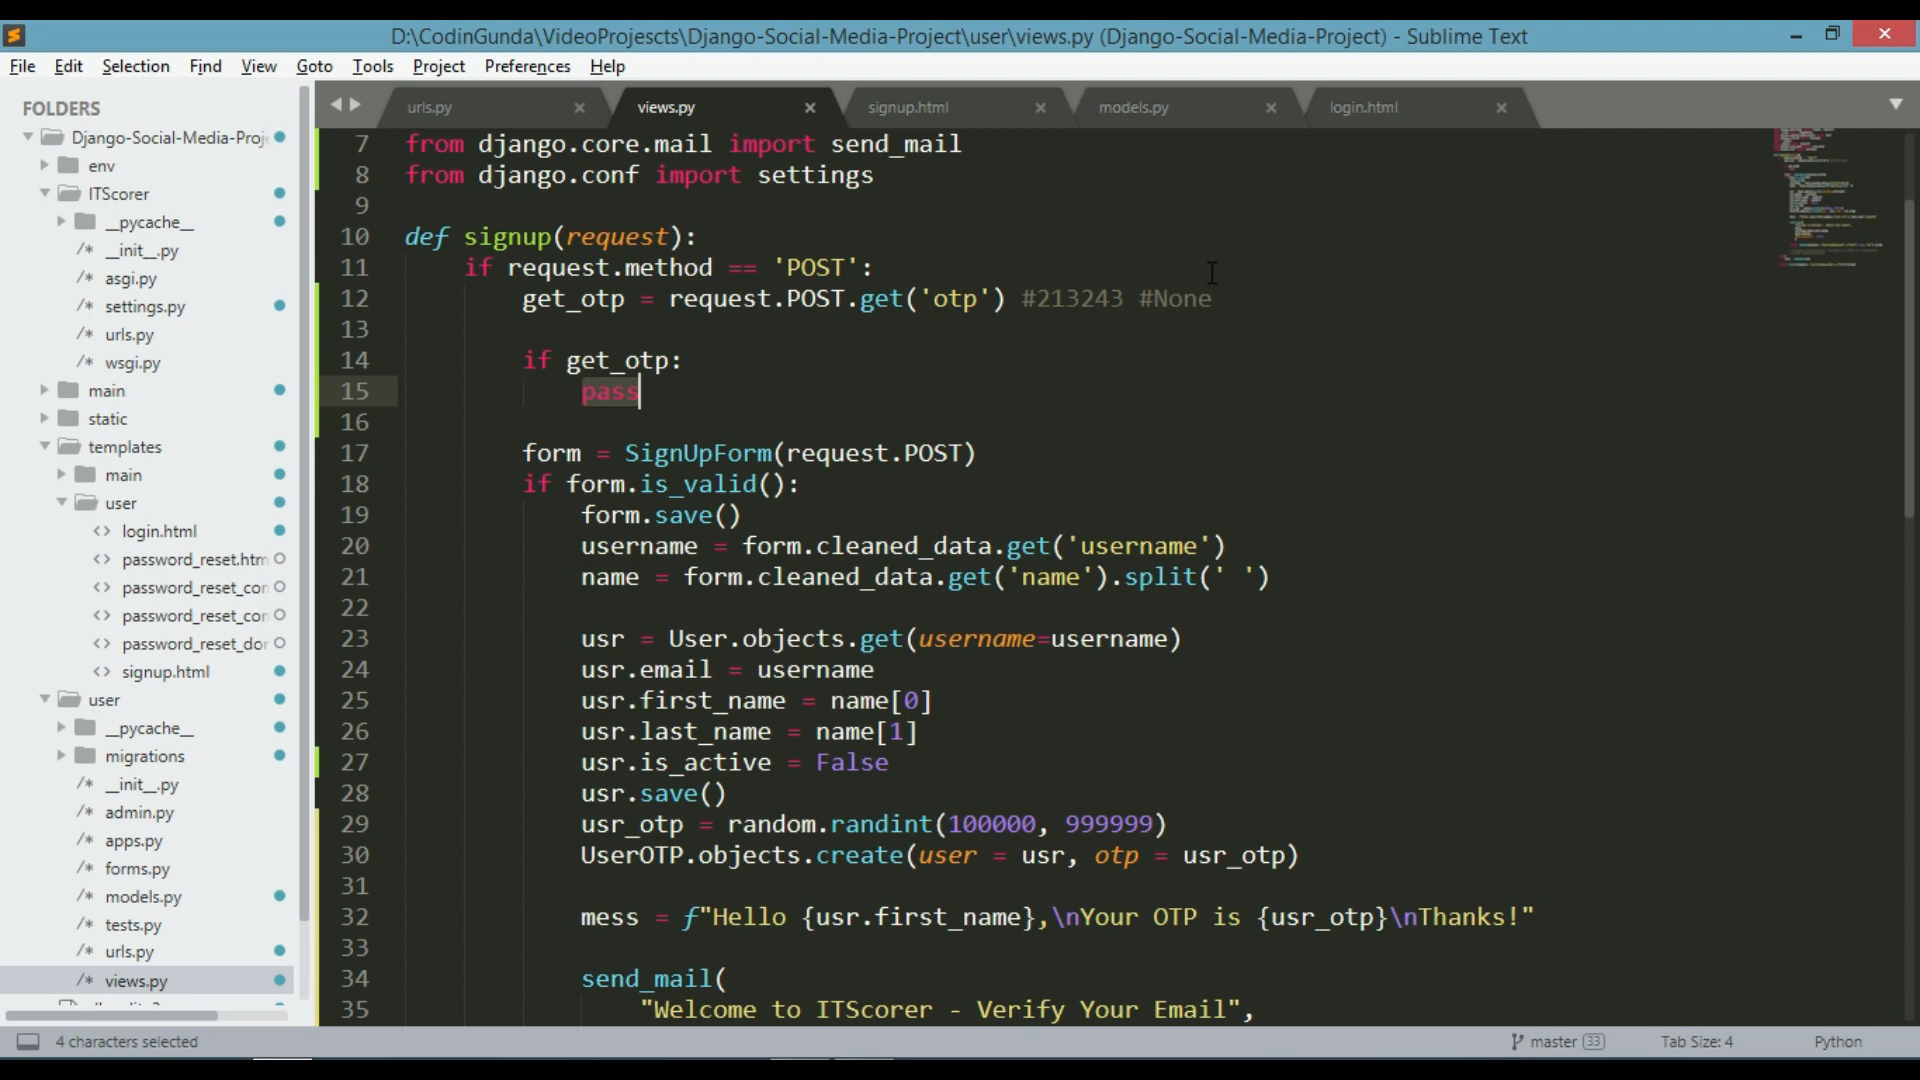 D:\CodinGunda\VideoProjescts\Django-Social-Media-Project\user\views.py (Django-Social-Media-Project) - Sublime Text
File Edit Selection Find View Goto Tools Project Preferences Help
FOLDERS
Django-Social-Media-Proj
env
ITScorer
__pycache__
/* __init__.py
/* asgi.py
/* settings.py
/* urls.py
/* wsgi.py
main
static
templates
main
user
<> login.html
<> password_reset.htm
<> password_reset_con
<> password_reset_con
<> password_reset_dor
<> signup.html
user
__pycache__
migrations
/* __init__.py
/* admin.py
/* apps.py
/* forms.py
/* models.py
/* tests.py
/* urls.py
/* views.py
urls.py views.py signup.html models.py login.html
7 from django.core.mail import send_mail
8 from django.conf import settings
9
10 def signup(request):
11 if request.method == 'POST':
12 get_otp = request.POST.get('otp') #213243 #None
13
14 if get_otp:
15 pass
16
17 form = SignUpForm(request.POST)
18 if form.is_valid():
19 form.save()
20 username = form.cleaned_data.get('username')
21 name = form.cleaned_data.get('name').split(' ')
22
23 usr = User.objects.get(username=username)
24 usr.email = username
25 usr.first_name = name[0]
26 usr.last_name = name[1]
27 usr.is_active = False
28 usr.save()
29 usr_otp = random.randint(100000, 999999)
30 UserOTP.objects.create(user = usr, otp = usr_otp)
31
32 mess = f"Hello {usr.first_name},\nYour OTP is {usr_otp}\nThanks!"
33
34 send_mail(
35 "Welcome to ITScorer - Verify Your Email",
4 characters selected
master 33 Tab Size: 4 Python